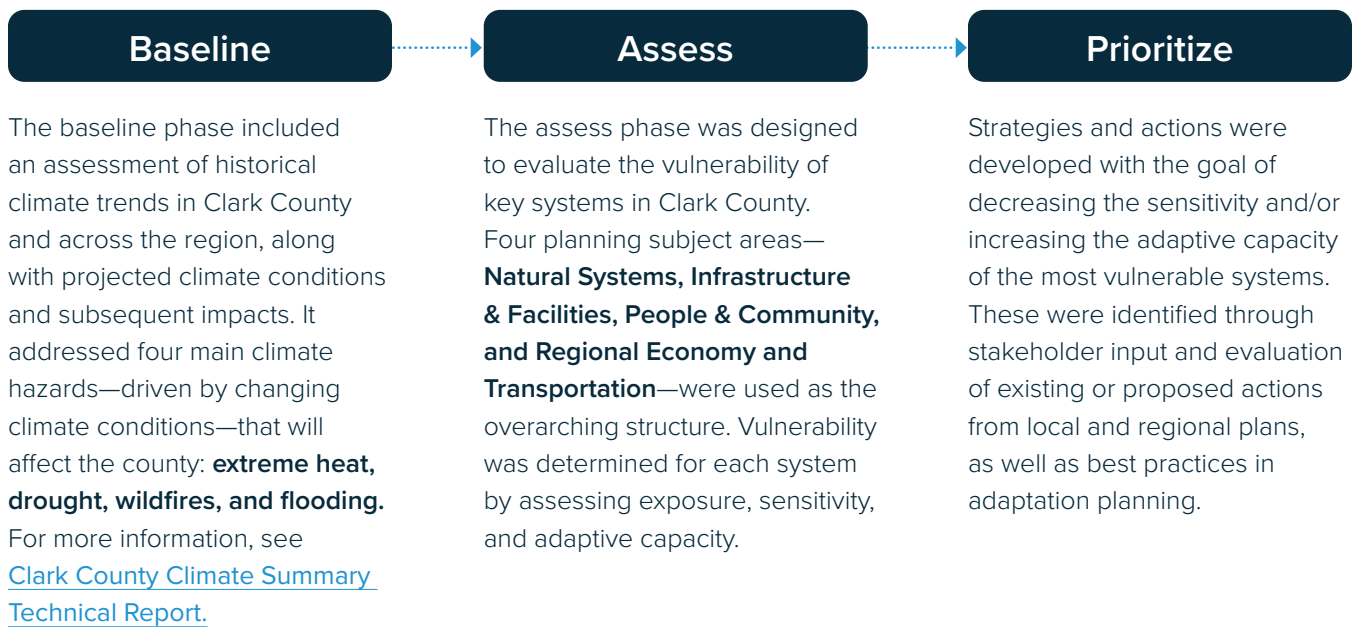 Baseline
The baseline phase included
an assessment of historical
climate trends in Clark County
and across the region, along
with projected climate conditions
and subsequent impacts. It
addressed four main climate
hazards—driven by changing
climate conditions—that will
affect the county: extreme heat,
drought, wildfires, and flooding.
For more information, see
Clark County Climate Summary
Technical Report.
Assess
The assess phase was designed
to evaluate the vulnerability of
key systems in Clark County.
Four planning subject areas—
Natural Systems, Infrastructure
& Facilities, People & Community,
and Regional Economy and
Transportation—were used as the
overarching structure. Vulnerability
was determined for each system
by assessing exposure, sensitivity,
and adaptive capacity.
Prioritize
Strategies and actions were
developed with the goal of
decreasing the sensitivity and/or
increasing the adaptive capacity
of the most vulnerable systems.
These were identified through
stakeholder input and evaluation
of existing or proposed actions
from local and regional plans,
as well as best practices in
adaptation planning.